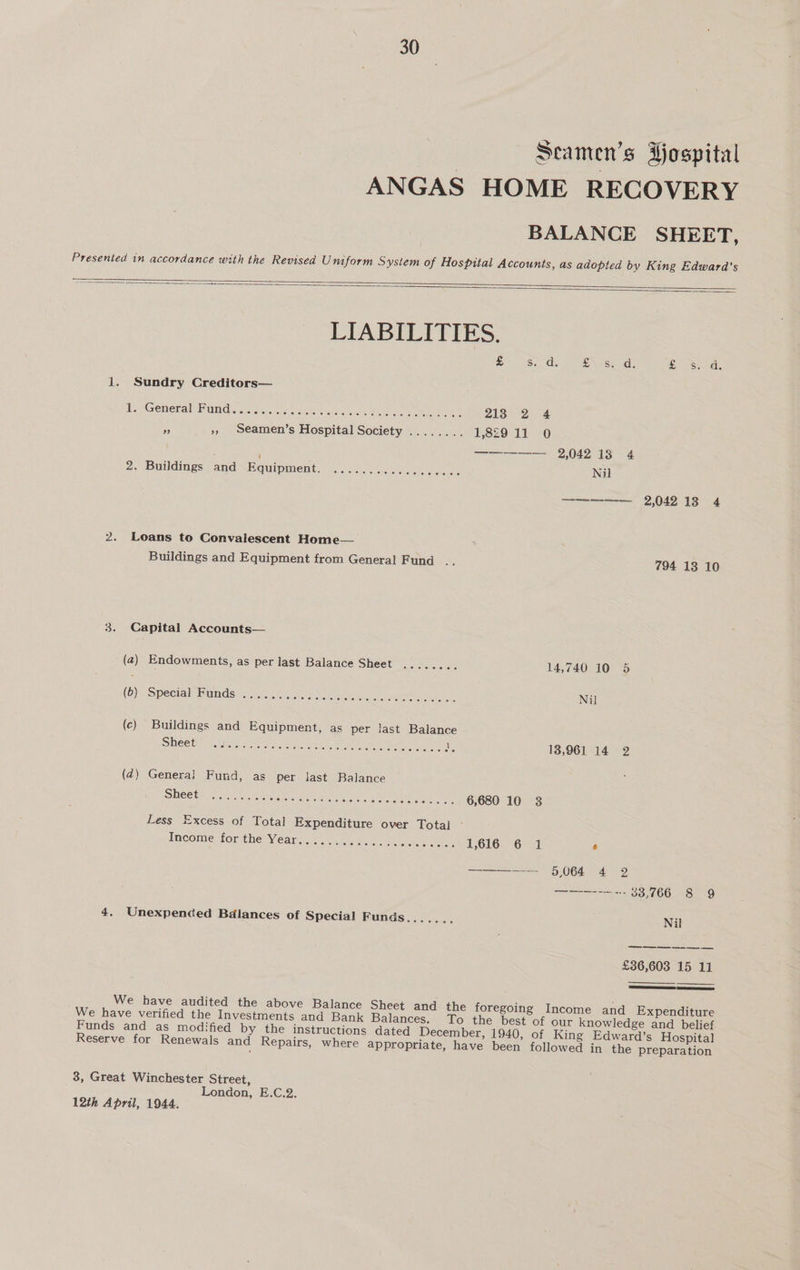 30
Seamen's Hospital
ANGAS HOME RECOVERY
BALANCE SHEET,
Presented in accordance with the Revised Uniform System of Hospital Accounts, as adopted by King Edward's
LIABILITIES.
£ s. d. £ s. d. £ s. d.
1. Sundry Creditors—
1. General Fund........................ 213 2 4
,, ,, Seamen's Hospital Society ........ 1,829 11 0
———— 2,042 13 4
2. Buildings and Equipment. .................. Nil
———— 2,042 13 4
2. Loans to Convalescent Home—
Buildings and Equipment from General Fund .. 794 13 10
3. Capital Accounts—
(a) Endowments, as per last Balance Sheet ........ 14,740 10 5
(b) Special Funds .......................... Nil
(c) Buildings and Equipment, as per last Balance
Sheet .......................... 13,961 14 2
(d) General Fund, as per last Balance
Sheet .......................... 6,680 10 3
Less Excess of Total Expenditure over Total
Income for the Year...................... 1,616 6 1
———— 5,064 4 2
———— 33,766 8 9
4. Unexpended Balances of Special Funds....... Nil
£36,603 15 11
We have audited the above Balance Sheet and the foregoing Income and Expenditure
We have verified the Investments and Bank Balances. To the best of our knowledge and belief
Funds and as modified by the instructions dated December, 1940, of King Edward's Hospital
Reserve for Renewals and Repairs, where appropriate, have been followed in the preparation
3, Great Winchester Street,
London, E.C.2.
12th April, 1944.